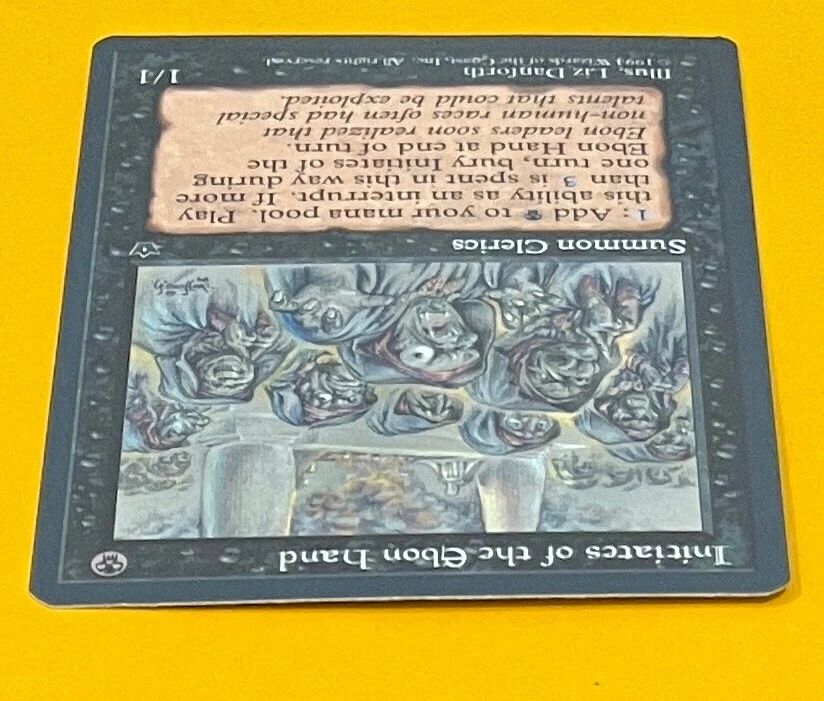 Initiates of the Ebon Hand
Summon Clerics
1: Add to your mana pool. Play
this ability as an interrupt. If more
than 3 is spent in this way during
one turn, bury Initiates of the
Ebon Hand at end of turn.
Ebon leaders soon realized that
non-human races often had special
talents that could be exploited.
Illus. Liz Danforth
1/1
© 1994 Wizards of the Coast, Inc. All rights reserved.